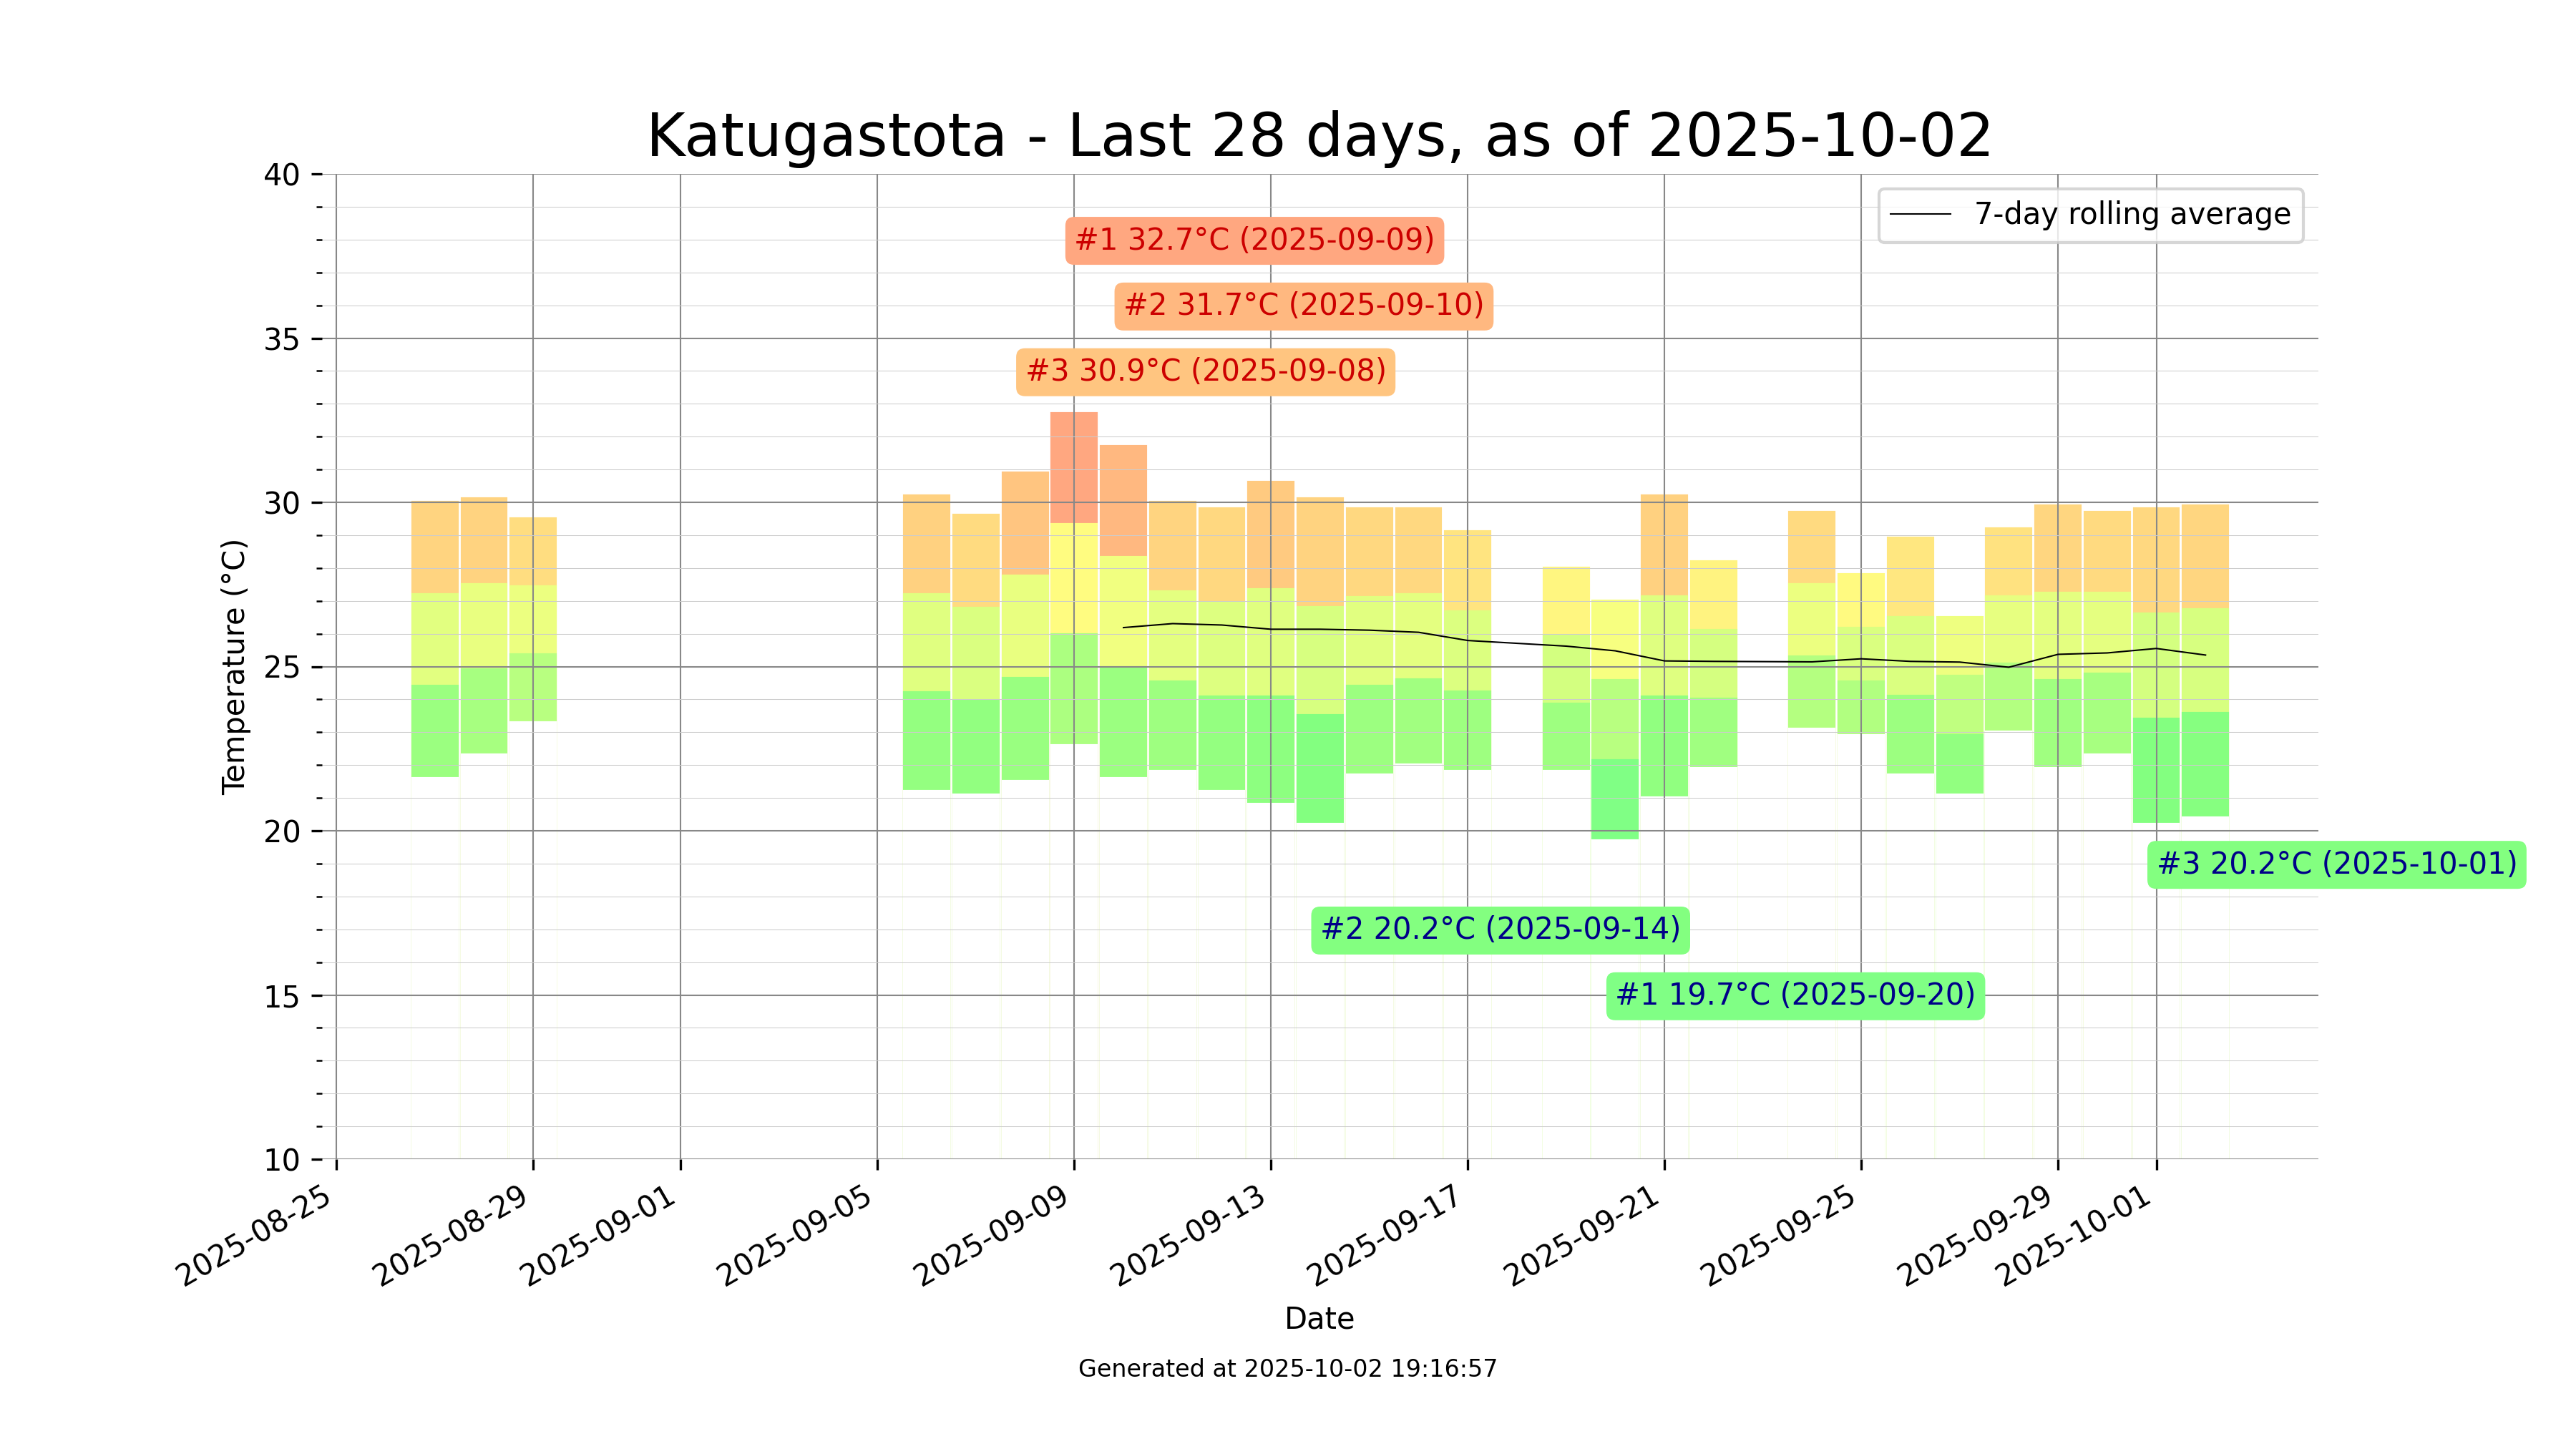 Katugastota - Last 28 days, as of 2025-10-02
40
7-day rolling average
#1 32.7°C (2025-09-09)
#2 31.7°C (2025-09-10)
35
#3 30.9°C (2025-09-08)
30
Temperature (°C)
25
20
#3 20.2°C (2025-10-01)
#2 20.2°C (2025-09-14)
15
#1 19.7°C (2025-09-20)
10
2025-08-25
2025-08-29
2025-09-01
2025-09-05
2025-09-09
2025-09-13
2025-09-17
2025-09-21
2025-09-25
2025-09-29
2025-10-01
Date
Generated at 2025-10-02 19:16:57